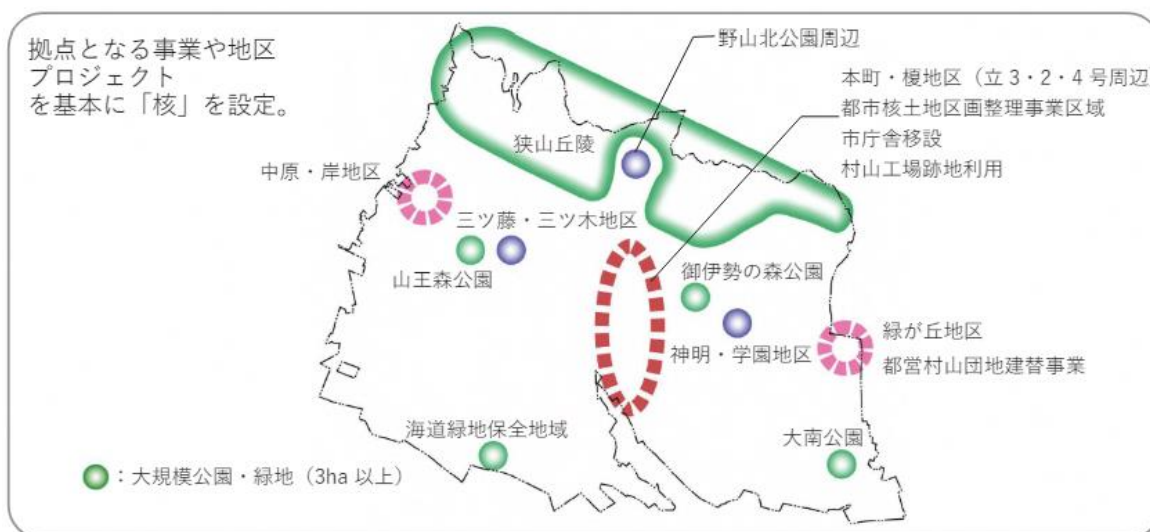 拠点となる事業や地区
プロジェクト
を基本に「核」を設定。
野山北公園周辺
本町・榎地区（立3・2・4号周辺
都市核土地区画整理事業区域
市庁舎移設
村山工場跡地利用
狭山丘陵
中原・岸地区
三ツ藤・三ツ木地区
山王森公園
御伊勢の森公園
神明・学園地区
緑が丘地区
都営村山団地建替事業
海道緑地保全地域
大南公園
：大規模公園・緑地（3ha 以上）